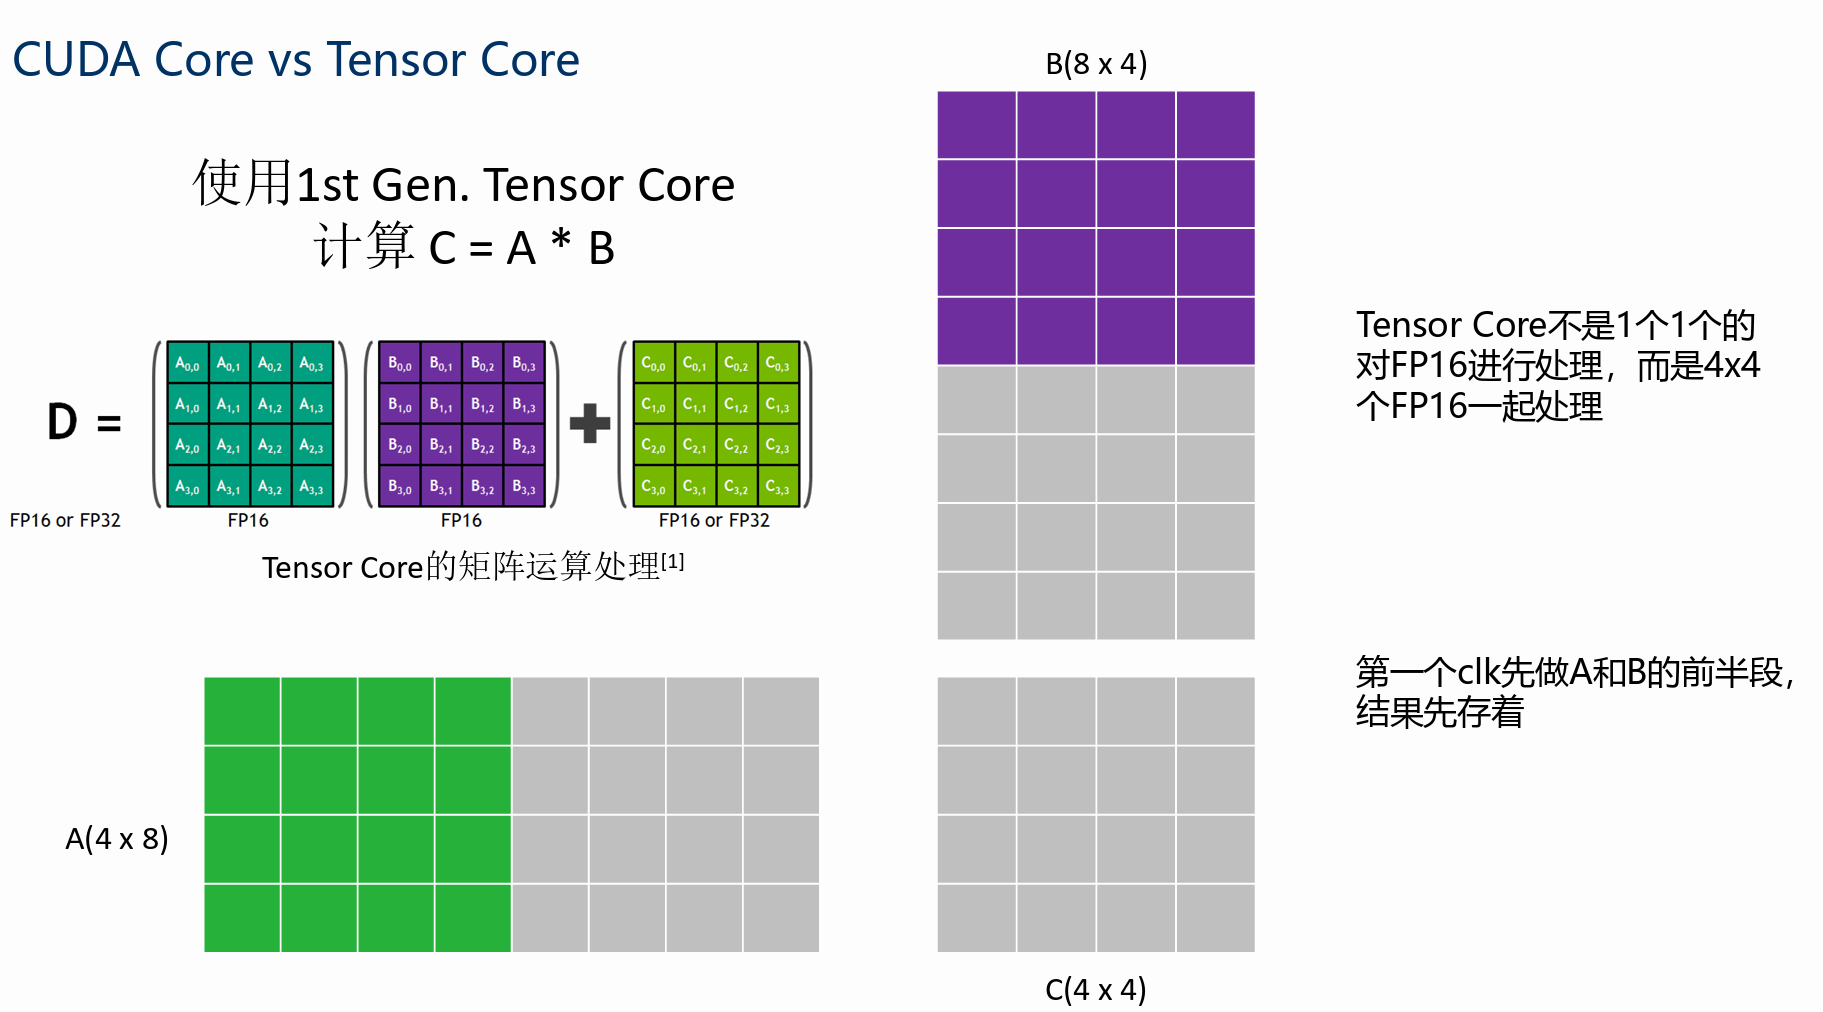 CUDA Core vs Tensor Core
使用1st Gen. Tensor Core
计算 C = A * B
D =
A0,0 A0,1 A0,2 A0,3
A1,0 A1,1 A1,2 A1,3
A2,0 A2,1 A2,2 A2,3
A3,0 A3,1 A3,2 A3,3
B0,0 B0,1 B0,2 B0,3
B1,0 B1,1 B1,2 B1,3
B2,0 B2,1 B2,2 B2,3
B3,0 B3,1 B3,2 B3,3
+
C0,0 C0,1 C0,2 C0,3
C1,0 C1,1 C1,2 C1,3
C2,0 C2,1 C2,2 C2,3
C3,0 C3,1 C3,2 C3,3
FP16 or FP32
FP16
FP16
FP16 or FP32
Tensor Core的矩阵运算处理[1]
B(8 x 4)
Tensor Core不是1个1个的
对FP16进行处理，而是4x4
个FP16一起处理
第一个clk先做A和B的前半段，
结果先存着
A(4 x 8)
C(4 x 4)